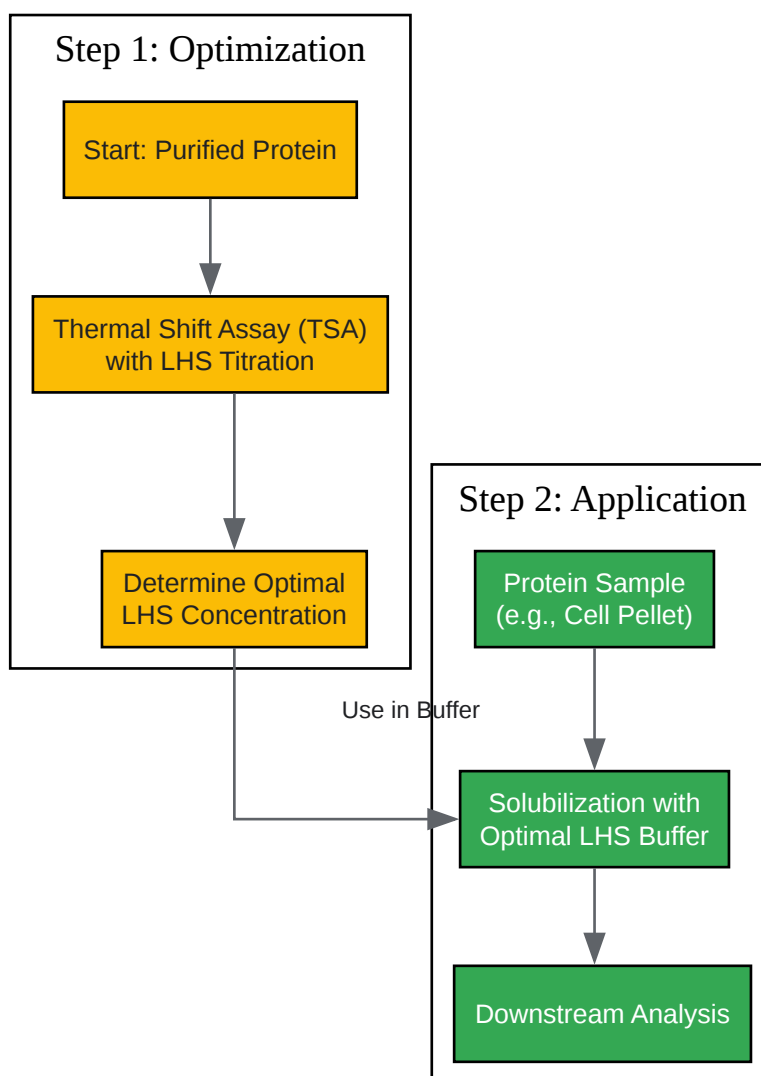 Step 1: Optimization
Start: Purified Protein
Thermal Shift Assay (TSA)
with LHS Titration
Determine Optimal
LHS Concentration
Use in Buffer
Step 2: Application
Protein Sample
(e.g., Cell Pellet)
Solubilization with
Optimal LHS Buffer
Downstream Analysis